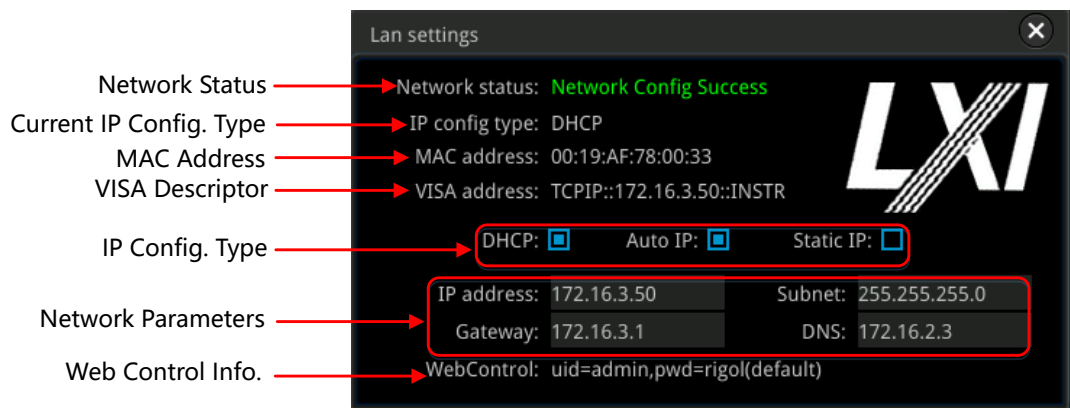 Lan settings
Network Status
Network status: Network Config Success
Current IP Config. Type
IP config type: DHCP
MAC Address
MAC address: 00:19:AF:78:00:33
VISA Descriptor
VISA address: TCPIP::172.16.3.50::INSTR
LXI
IP Config. Type
DHCP: Auto IP: Static IP:
Network Parameters
IP address: 172.16.3.50 Subnet: 255.255.255.0
Gateway: 172.16.3.1 DNS: 172.16.2.3
Web Control Info.
WebControl: uid=admin,pwd=rigol(default)